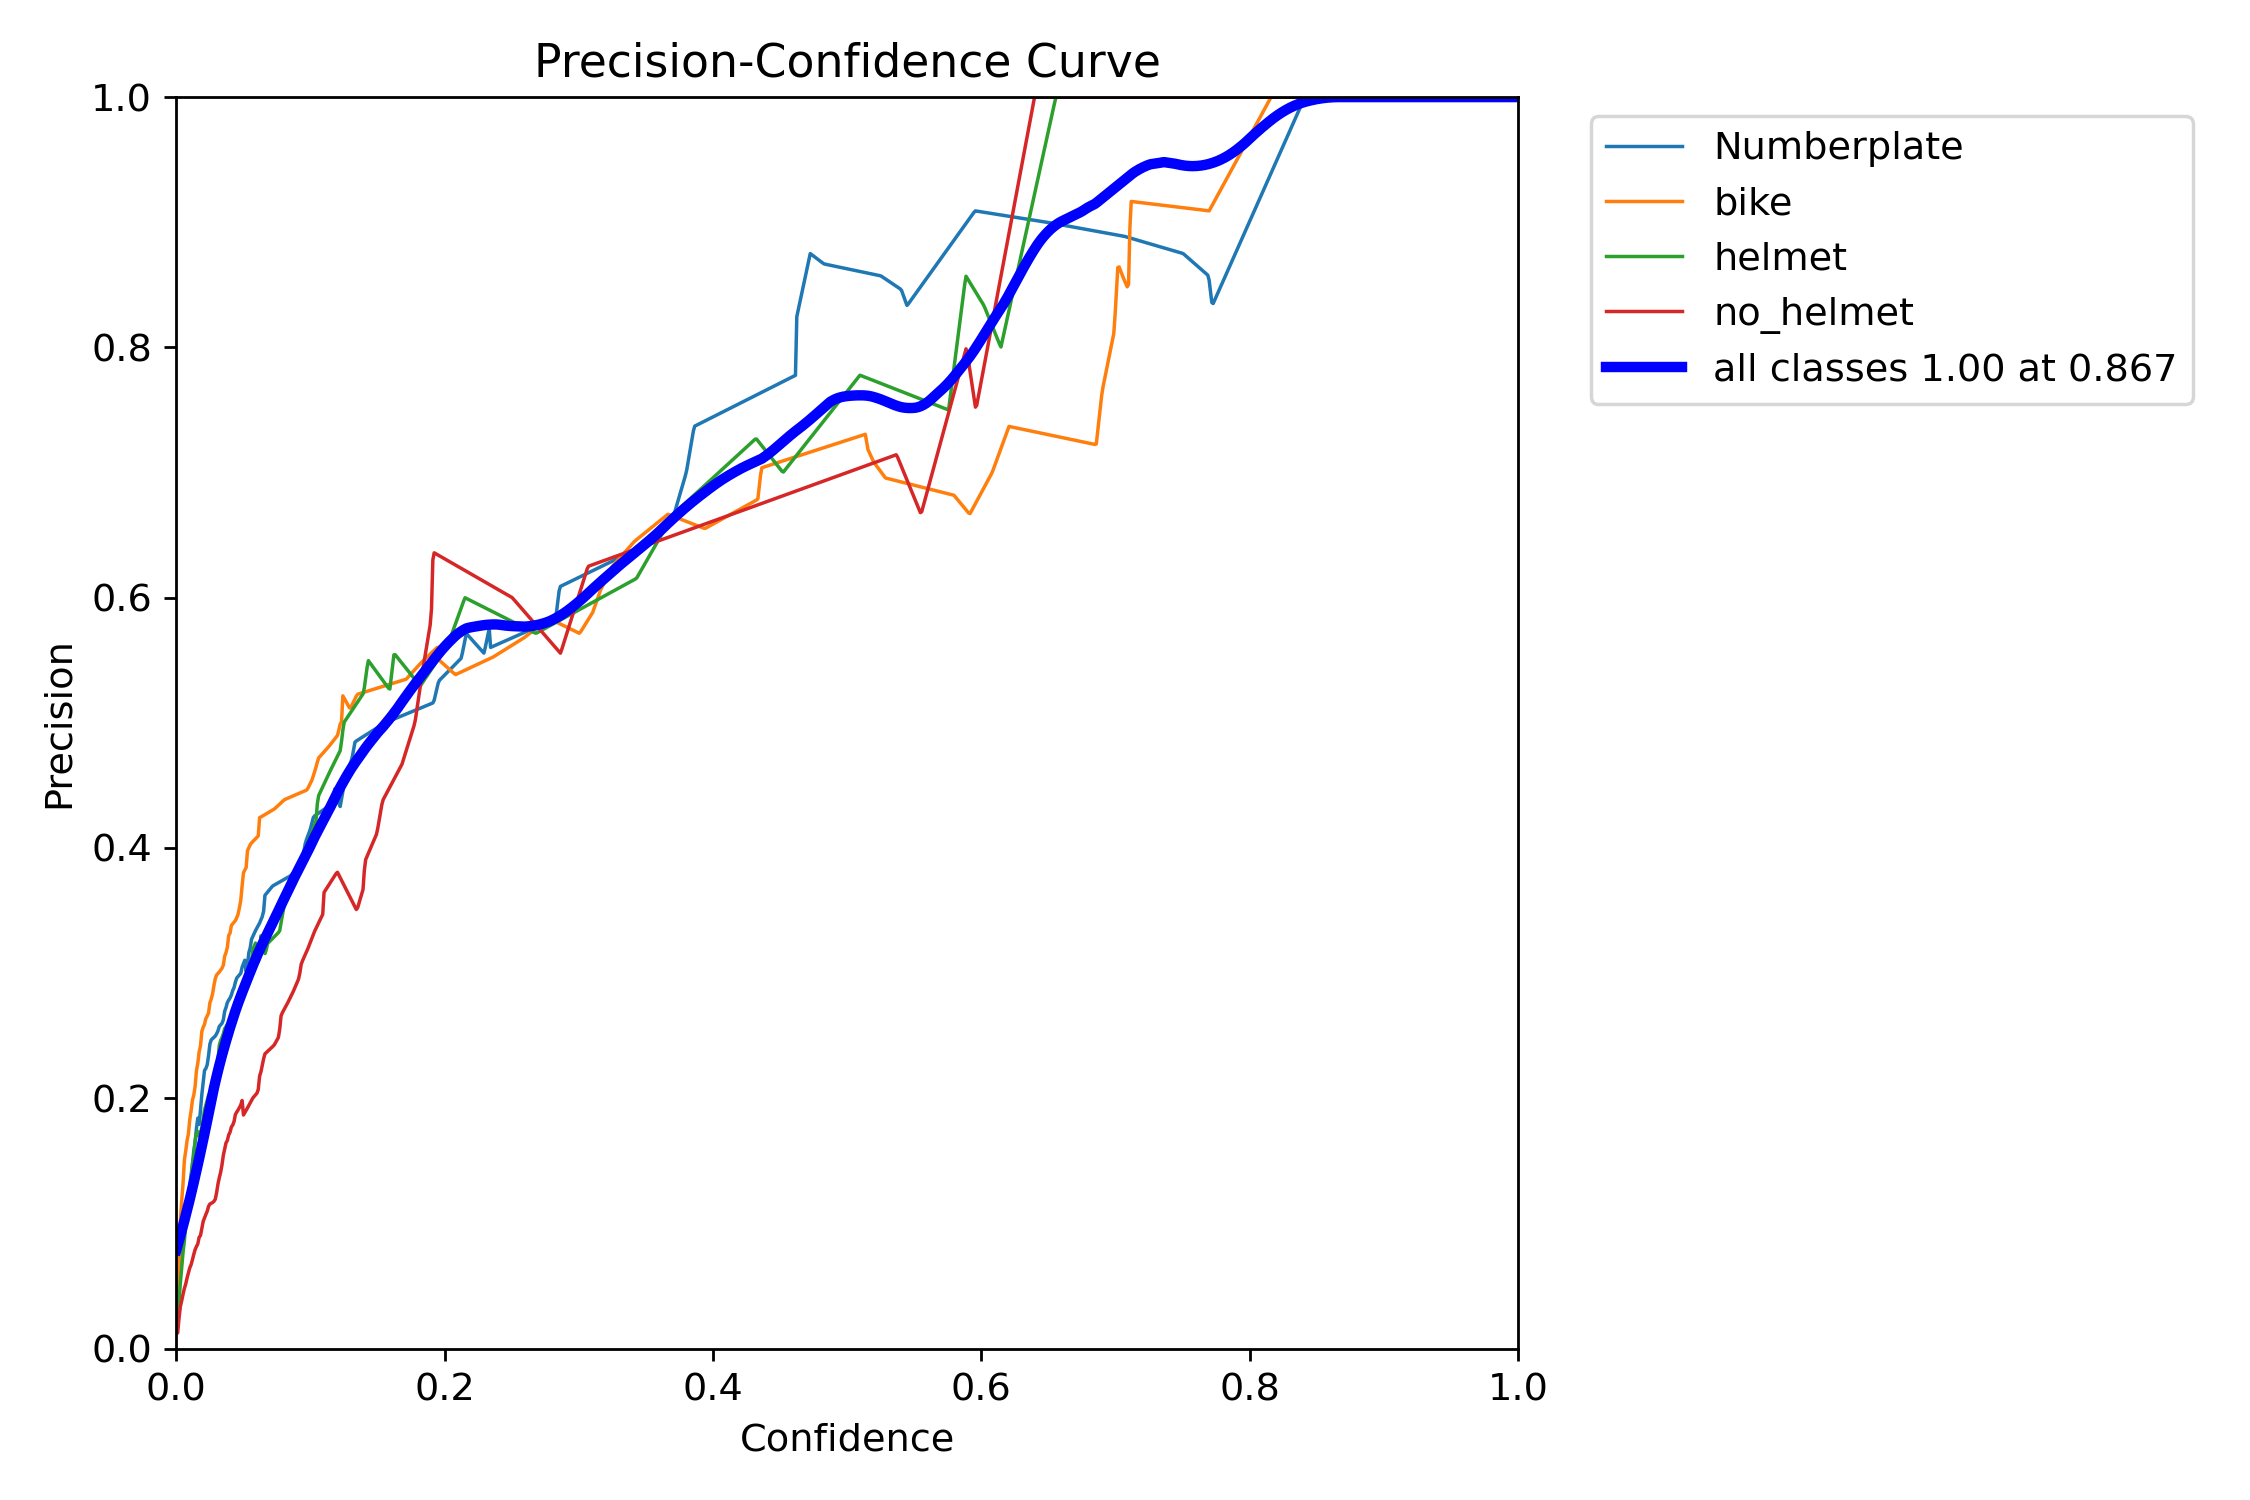 Precision-Confidence Curve
1.0
0.8
0.6
0.4
0.2
0.0
Precision
0.0 0.2 0.4 0.6 0.8 1.0
Confidence
Numberplate
bike
helmet
no_helmet
all classes 1.00 at 0.867